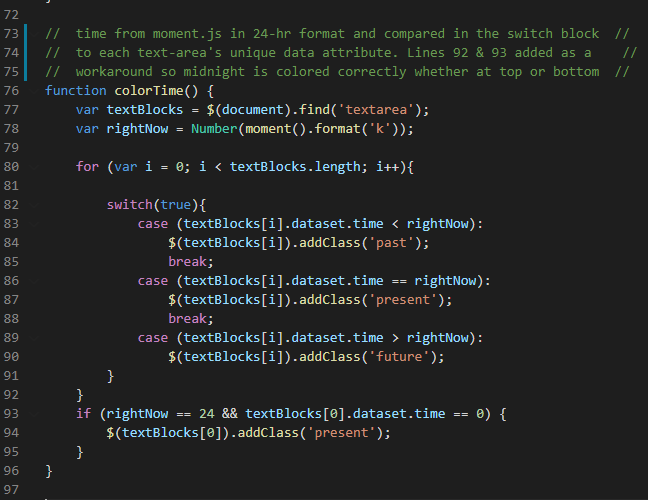 72
73 //  time from moment.js in 24-hr format and compared in the switch block  //
74 //  to each text-area's unique data attribute. Lines 92 & 93 added as a    //
75 //  workaround so midnight is colored correctly whether at top or bottom  //
76 function colorTime() {
77     var textBlocks = $(document).find('textarea');
78     var rightNow = Number(moment().format('k'));
79
80     for (var i = 0; i < textBlocks.length; i++){
81
82         switch(true){
83             case (textBlocks[i].dataset.time < rightNow):
84                 $(textBlocks[i]).addClass('past');
85                 break;
86             case (textBlocks[i].dataset.time == rightNow):
87                 $(textBlocks[i]).addClass('present');
88                 break;
89             case (textBlocks[i].dataset.time > rightNow):
90                 $(textBlocks[i]).addClass('future');
91         }
92     }
93     if (rightNow == 24 && textBlocks[0].dataset.time == 0) {
94         $(textBlocks[0]).addClass('present');
95     }
96 }
97